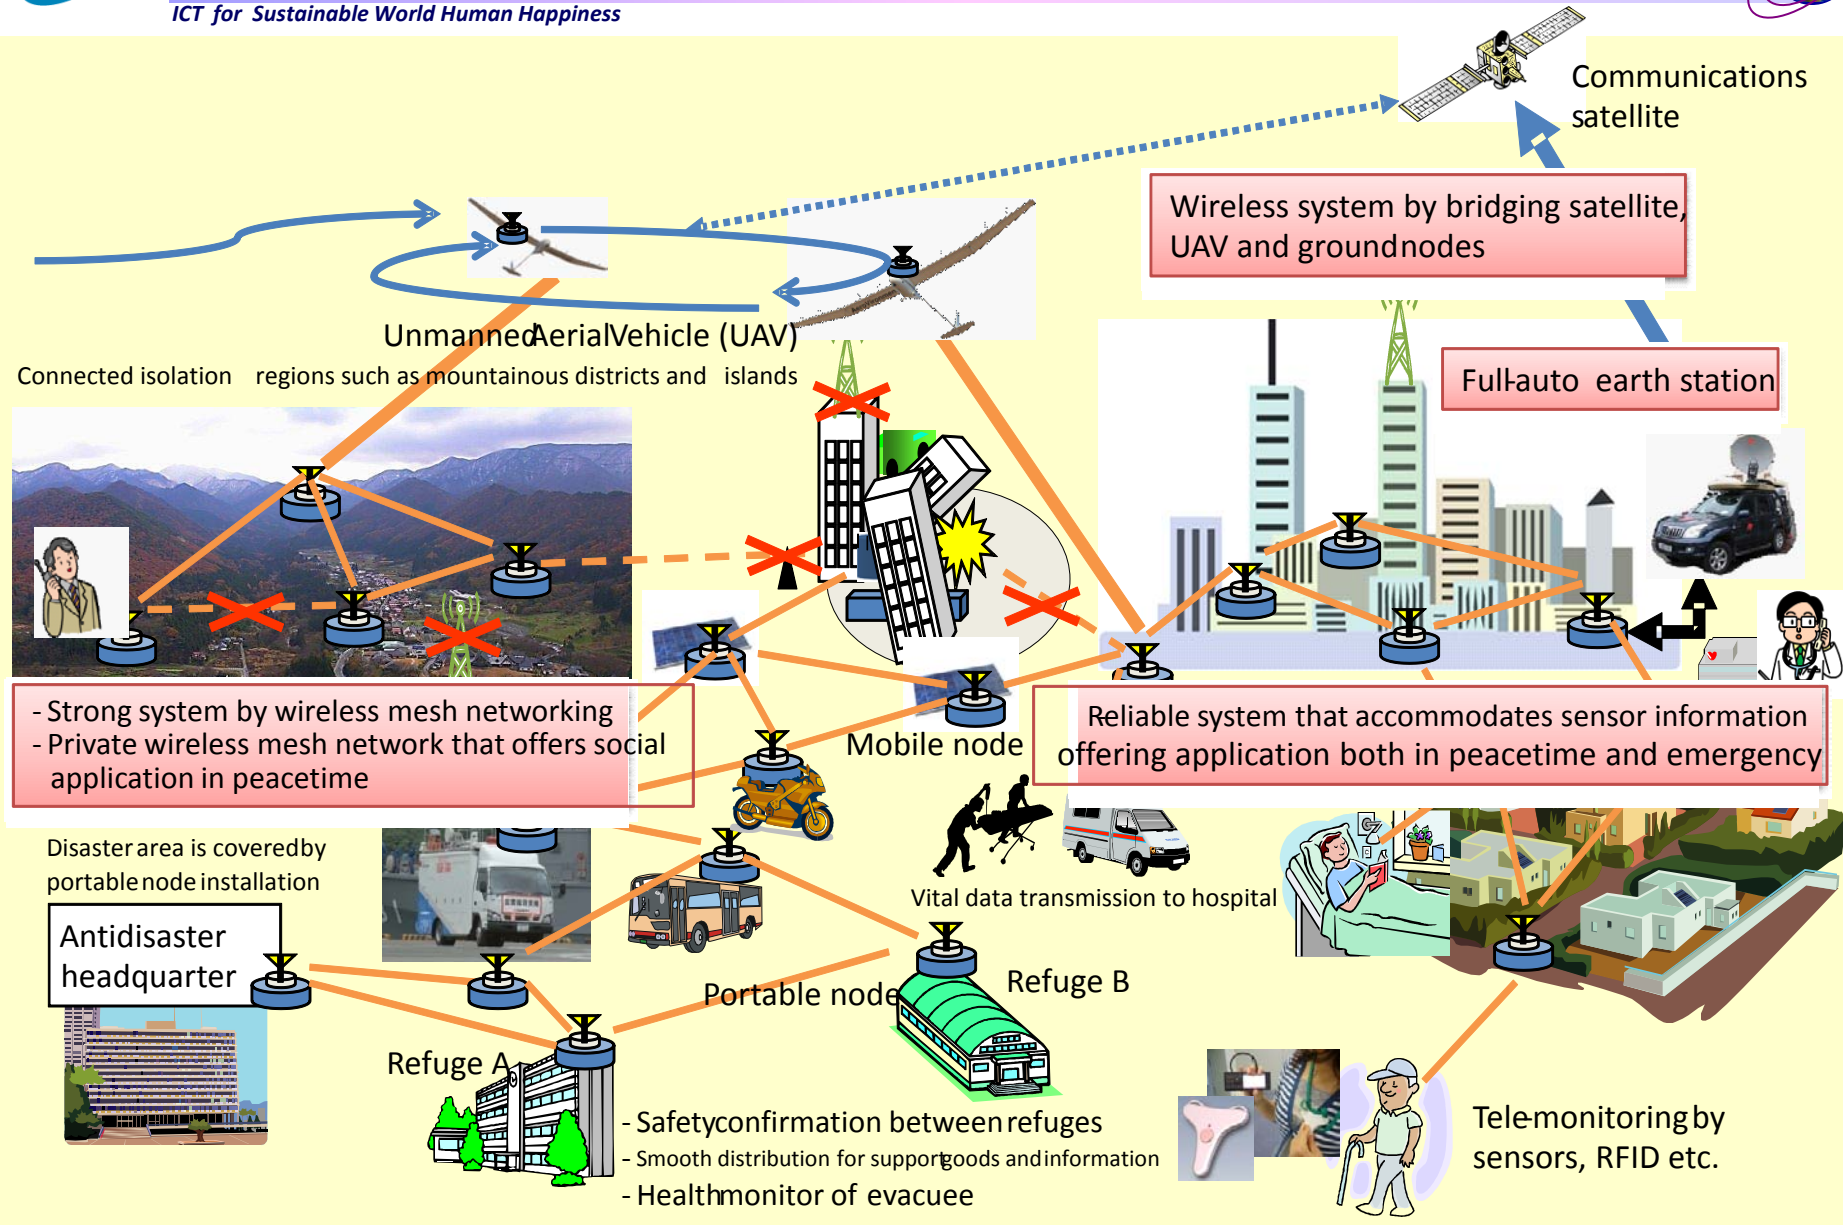 ICT for Sustainable World Human Happiness
Communications
satellite
Wireless system by bridging satellite,
UAV and ground nodes
Unmanned Aerial Vehicle (UAV)
Connected isolation regions such as mountainous districts and islands
Full-auto earth station
- Strong system by wireless mesh networking
- Private wireless mesh network that offers social
application in peacetime
Mobile node
Reliable system that accommodates sensor information
offering application both in peacetime and emergency
Disaster area is covered by
portable node installation
Vital data transmission to hospital
Antidisaster
headquarter
Portable node
Refuge B
Refuge A
- Safety confirmation between refuges
- Smooth distribution for support goods and information
- Health monitor of evacuee
Tele-monitoring by
sensors, RFID etc.